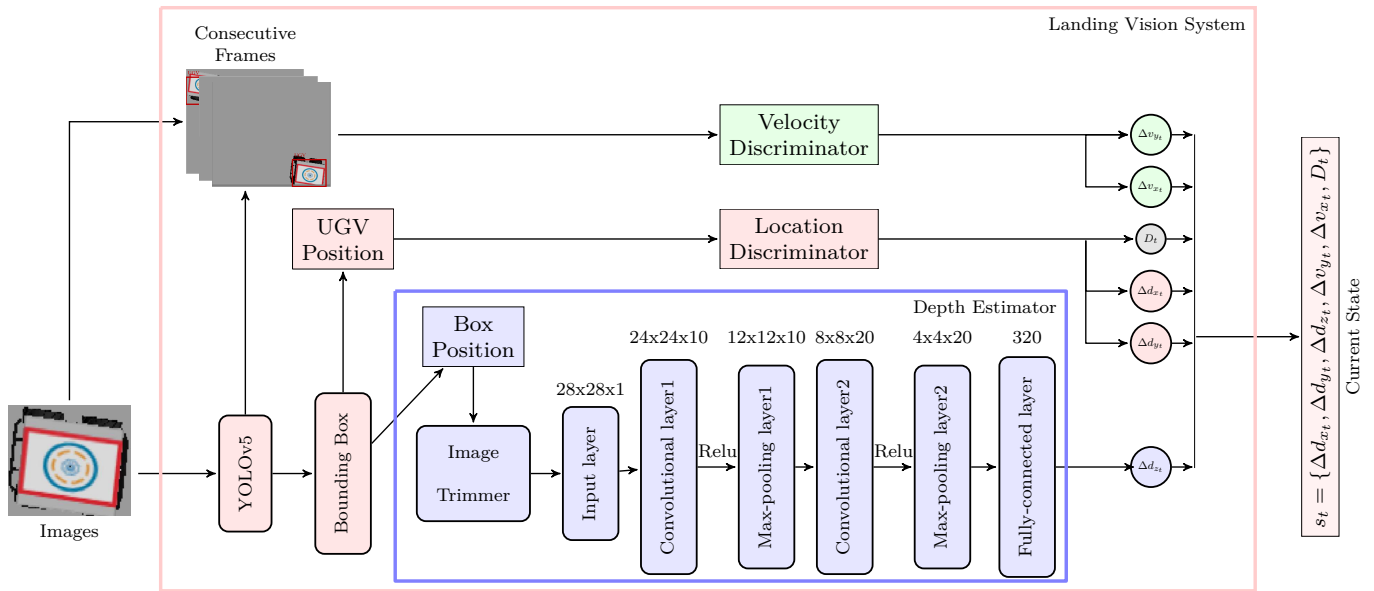 Landing Vision System
Consecutive
Frames
Velocity
Discriminator
Δv_{y_t}
Δv_{x_t}
UGV
Position
Location
Discriminator
D_t
Δd_{x_t}
Δd_{y_t}
Depth Estimator
Box
Position
24x24x10
12x12x10
8x8x20
4x4x20
320
28x28x1
Image
Trimmer
Input layer
Convolutional layer1
Relu
Max-pooling layer1
Convolutional layer2
Relu
Max-pooling layer2
Fully-connected layer
Δd_{z_t}
YOLOv5
Bounding Box
Images
s_t = {Δd_{x_t}, Δd_{y_t}, Δd_{z_t}, Δv_{y_t}, Δv_{x_t}, D_t}
Current State